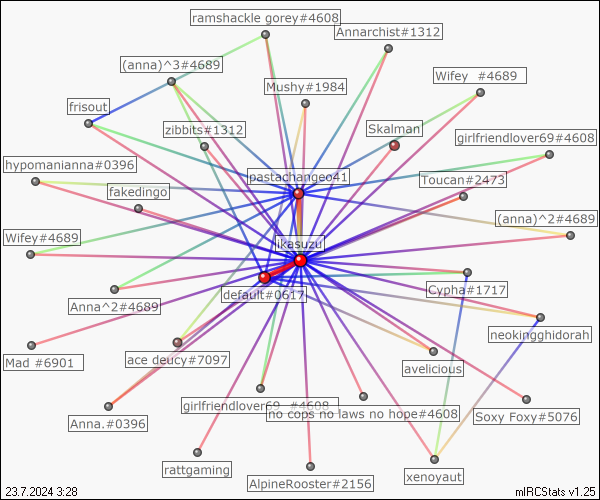 ramshackle gorey#4608
Annarchist#1312
(anna)^3#4689
Mushy#1984
Wifey #4689
frisout
zibbits#1312
Skalman
girlfriendlover69#4608
hypomanianna#0396
pastachangeo41
Toucan#2473
fakedingo
(anna)^2#4689
Wifey#4689
ikasuzu
default#0617
Cypha#1717
Anna^2#4689
neokingghidorah
Mad #6901
ace deucy#7097
avelicious
girlfriendlover69 #4608
no cops no laws no hope#4608
Anna.#0396
Soxy Foxy#5076
rattgaming
AlpineRooster#2156
xenoyaut
23.7.2024 3:28
mIRCStats v1.25